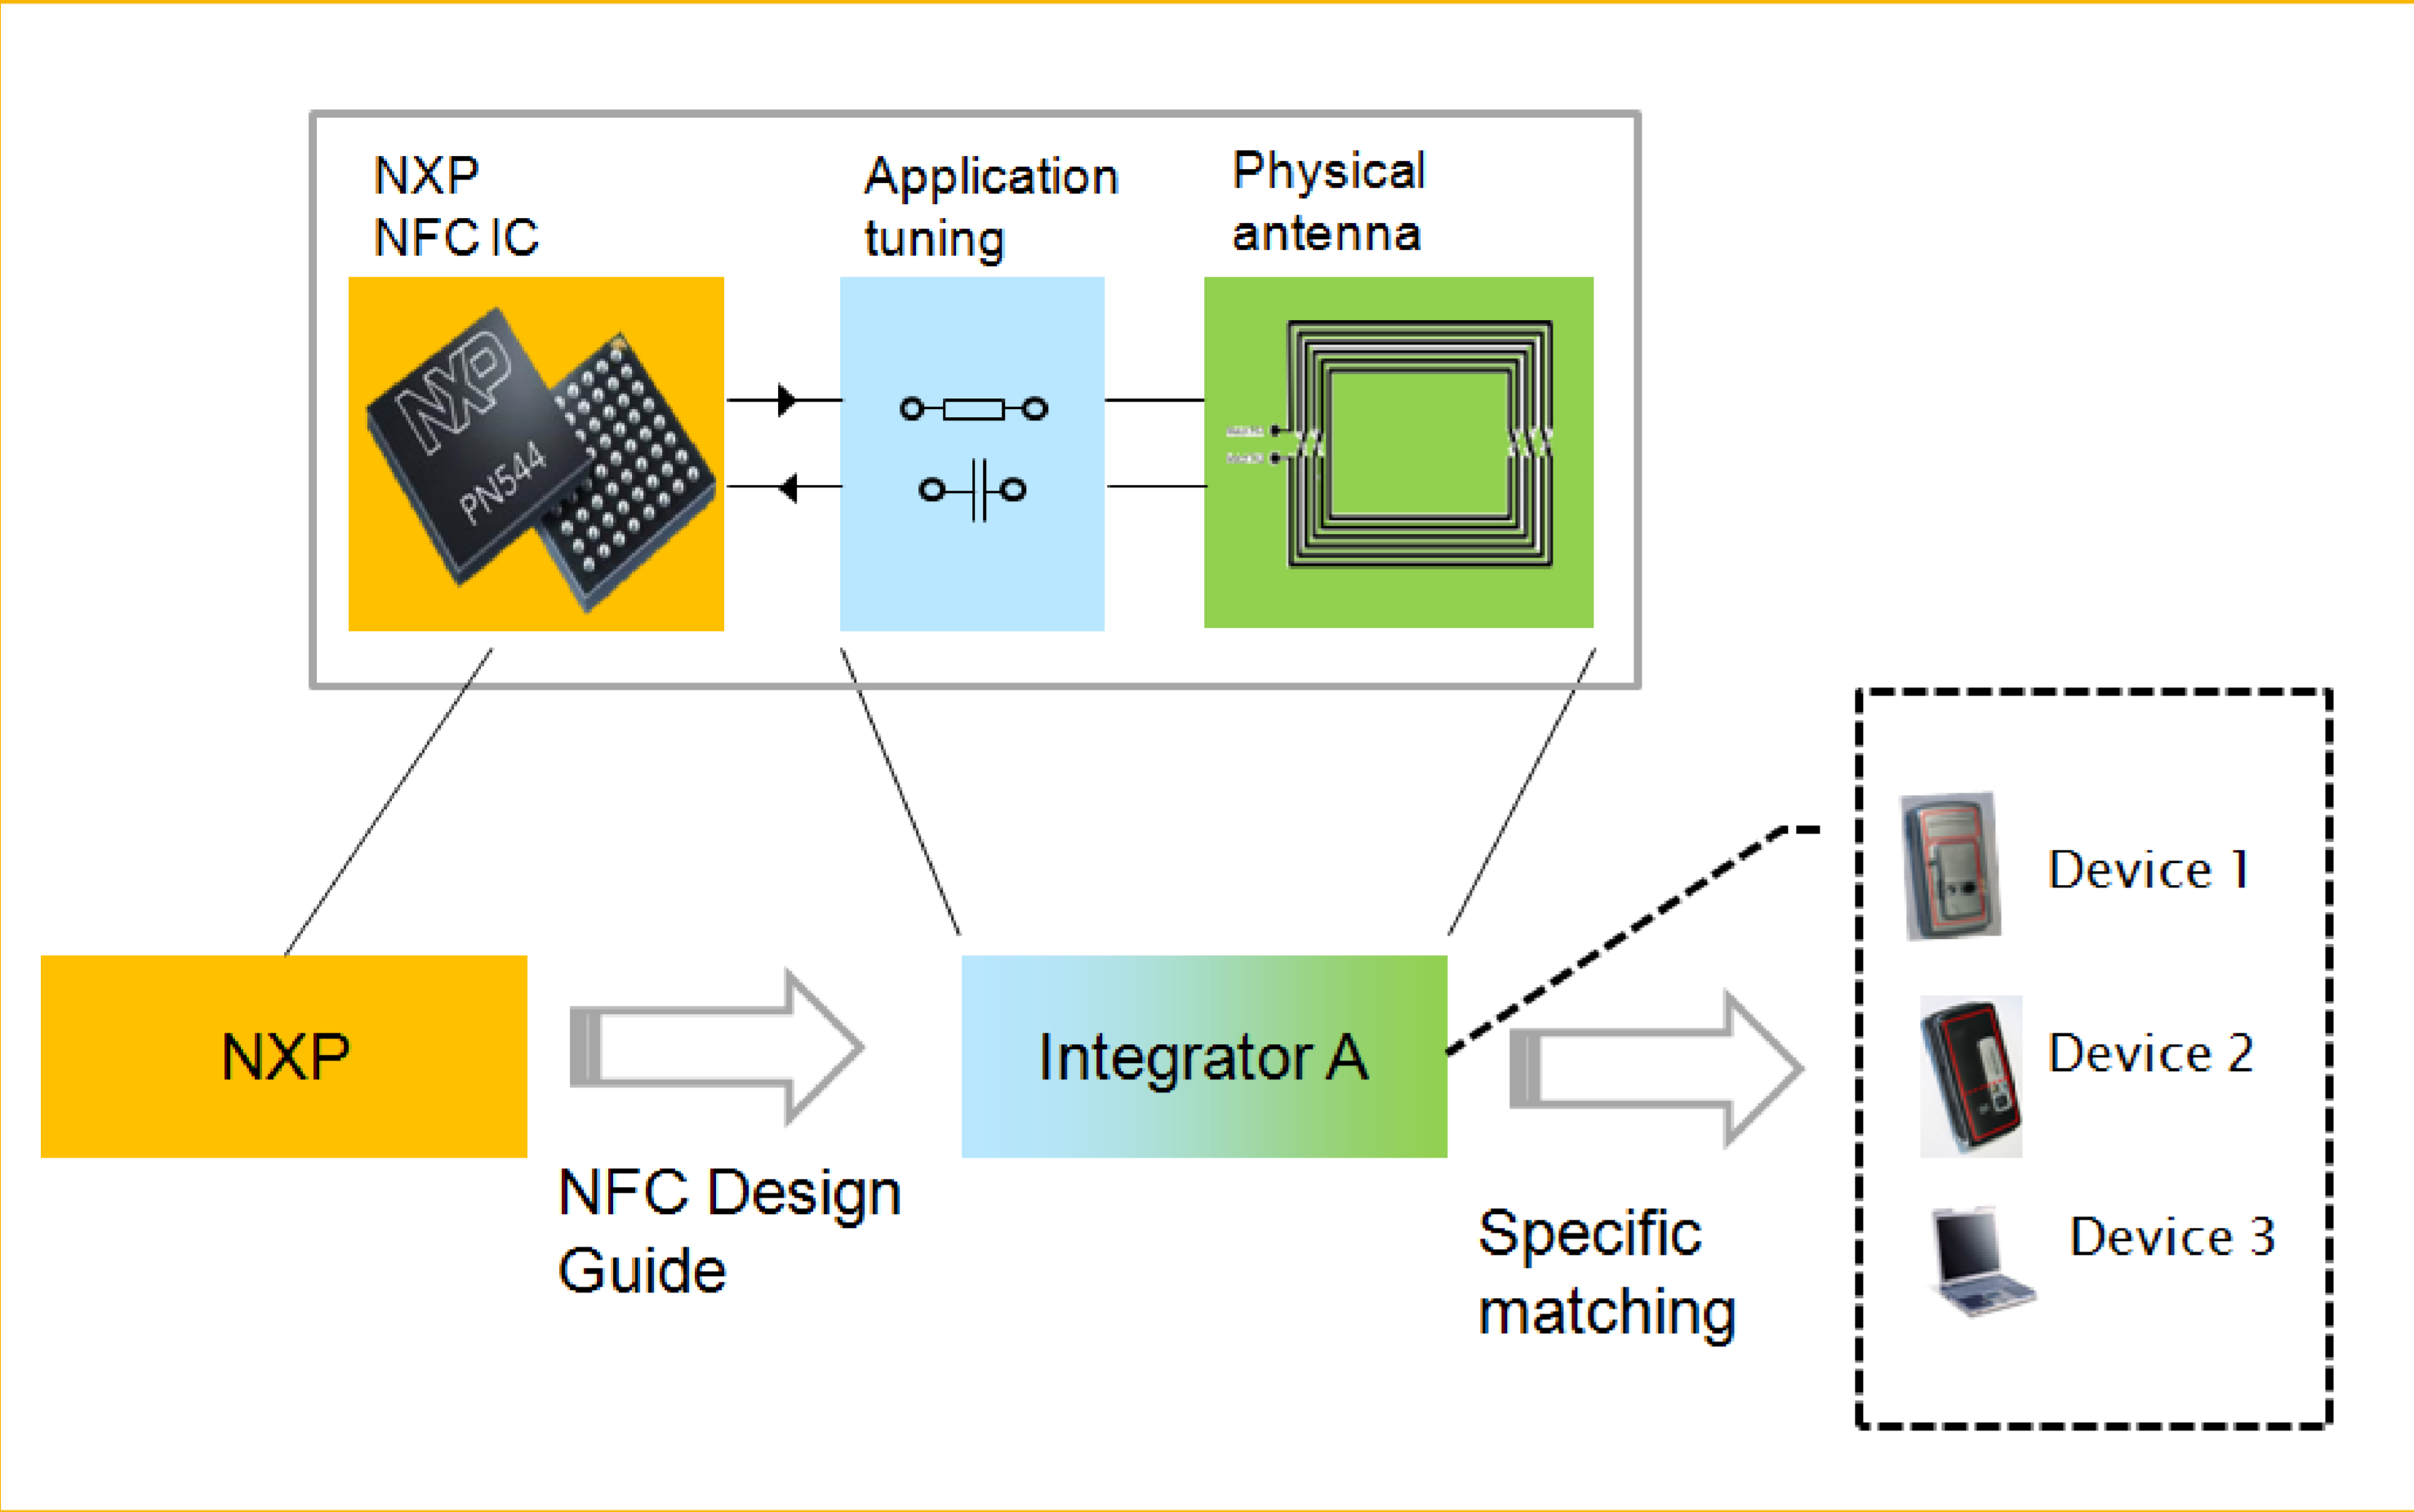 NXP
NFC IC
Application
tuning
Physical
antenna
NXP
PN544
NXP
NFC Design
Guide
Integrator A
Specific
matching
Device 1
Device 2
Device 3